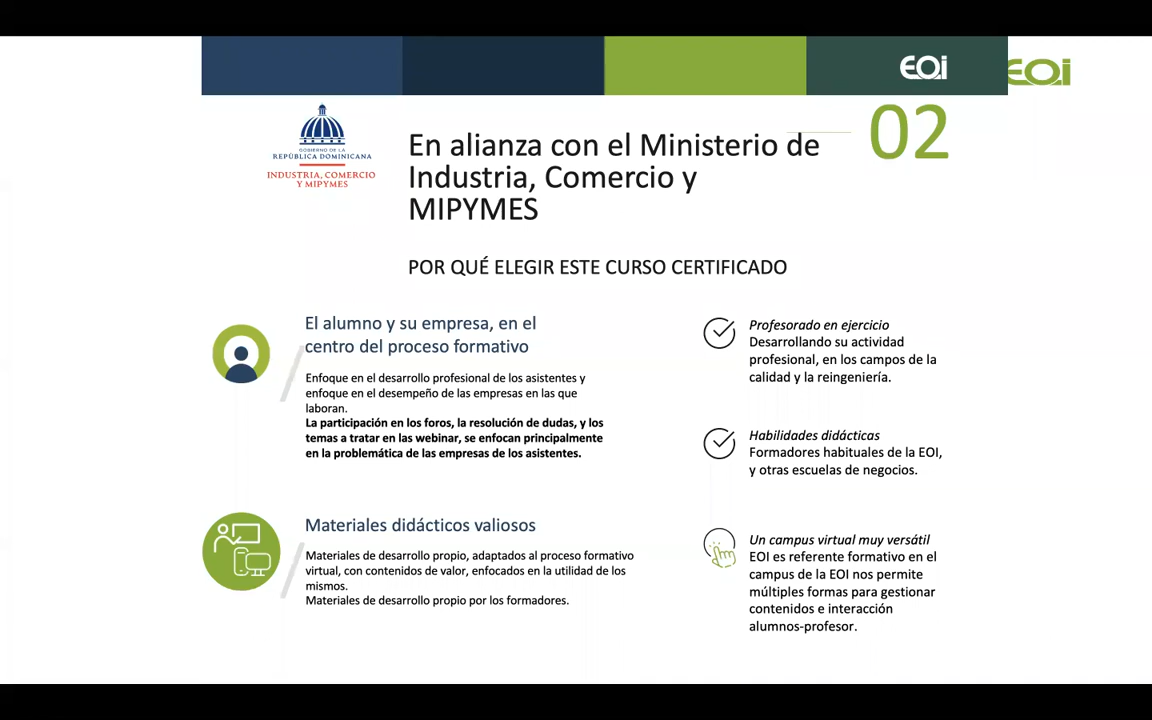 EOi
EOi
02
GOBIERNO DE LA
REPÚBLICA DOMINICANA
INDUSTRIA, COMERCIO
Y MIPYMES
En alianza con el Ministerio de
Industria, Comercio y
MIPYMES
POR QUÉ ELEGIR ESTE CURSO CERTIFICADO
El alumno y su empresa, en el
centro del proceso formativo
Enfoque en el desarrollo profesional de los asistentes y
enfoque en el desempeño de las empresas en las que
laboran.
La participación en los foros, la resolución de dudas, y los
temas a tratar en las webinar, se enfocan principalmente
en la problemática de las empresas de los asistentes.
Materiales didácticos valiosos
Materiales de desarrollo propio, adaptados al proceso formativo
virtual, con contenidos de valor, enfocados en la utilidad de los
mismos.
Materiales de desarrollo propio por los formadores.
Profesorado en ejercicio
Desarrollando su actividad
profesional, en los campos de la
calidad y la reingeniería.
Habilidades didácticas
Formadores habituales de la EOI,
y otras escuelas de negocios.
Un campus virtual muy versátil
EOI es referente formativo en el
campus de la EOI nos permite
múltiples formas para gestionar
contenidos e interacción
alumnos-profesor.